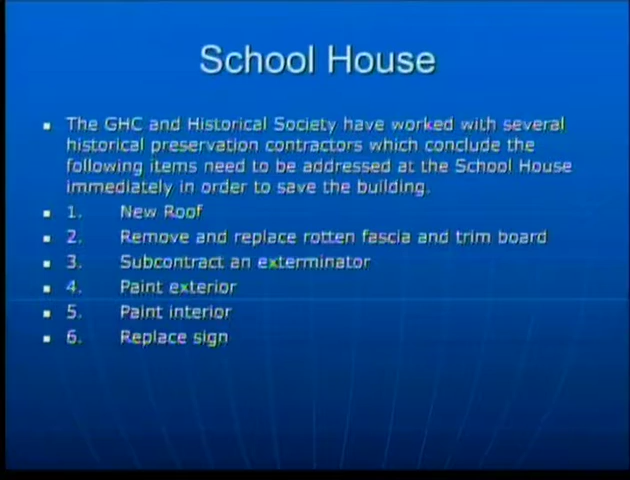 School House
The GHC and Historical Society have worked with several
historical preservation contractors which conclude the
following items need to be addressed at the School House
immediately in order to save the building.
1. New Roof
2. Remove and replace rotten fascia and trim board
3. Subcontract an exterminator
4. Paint exterior
5. Paint interior
6. Replace sign